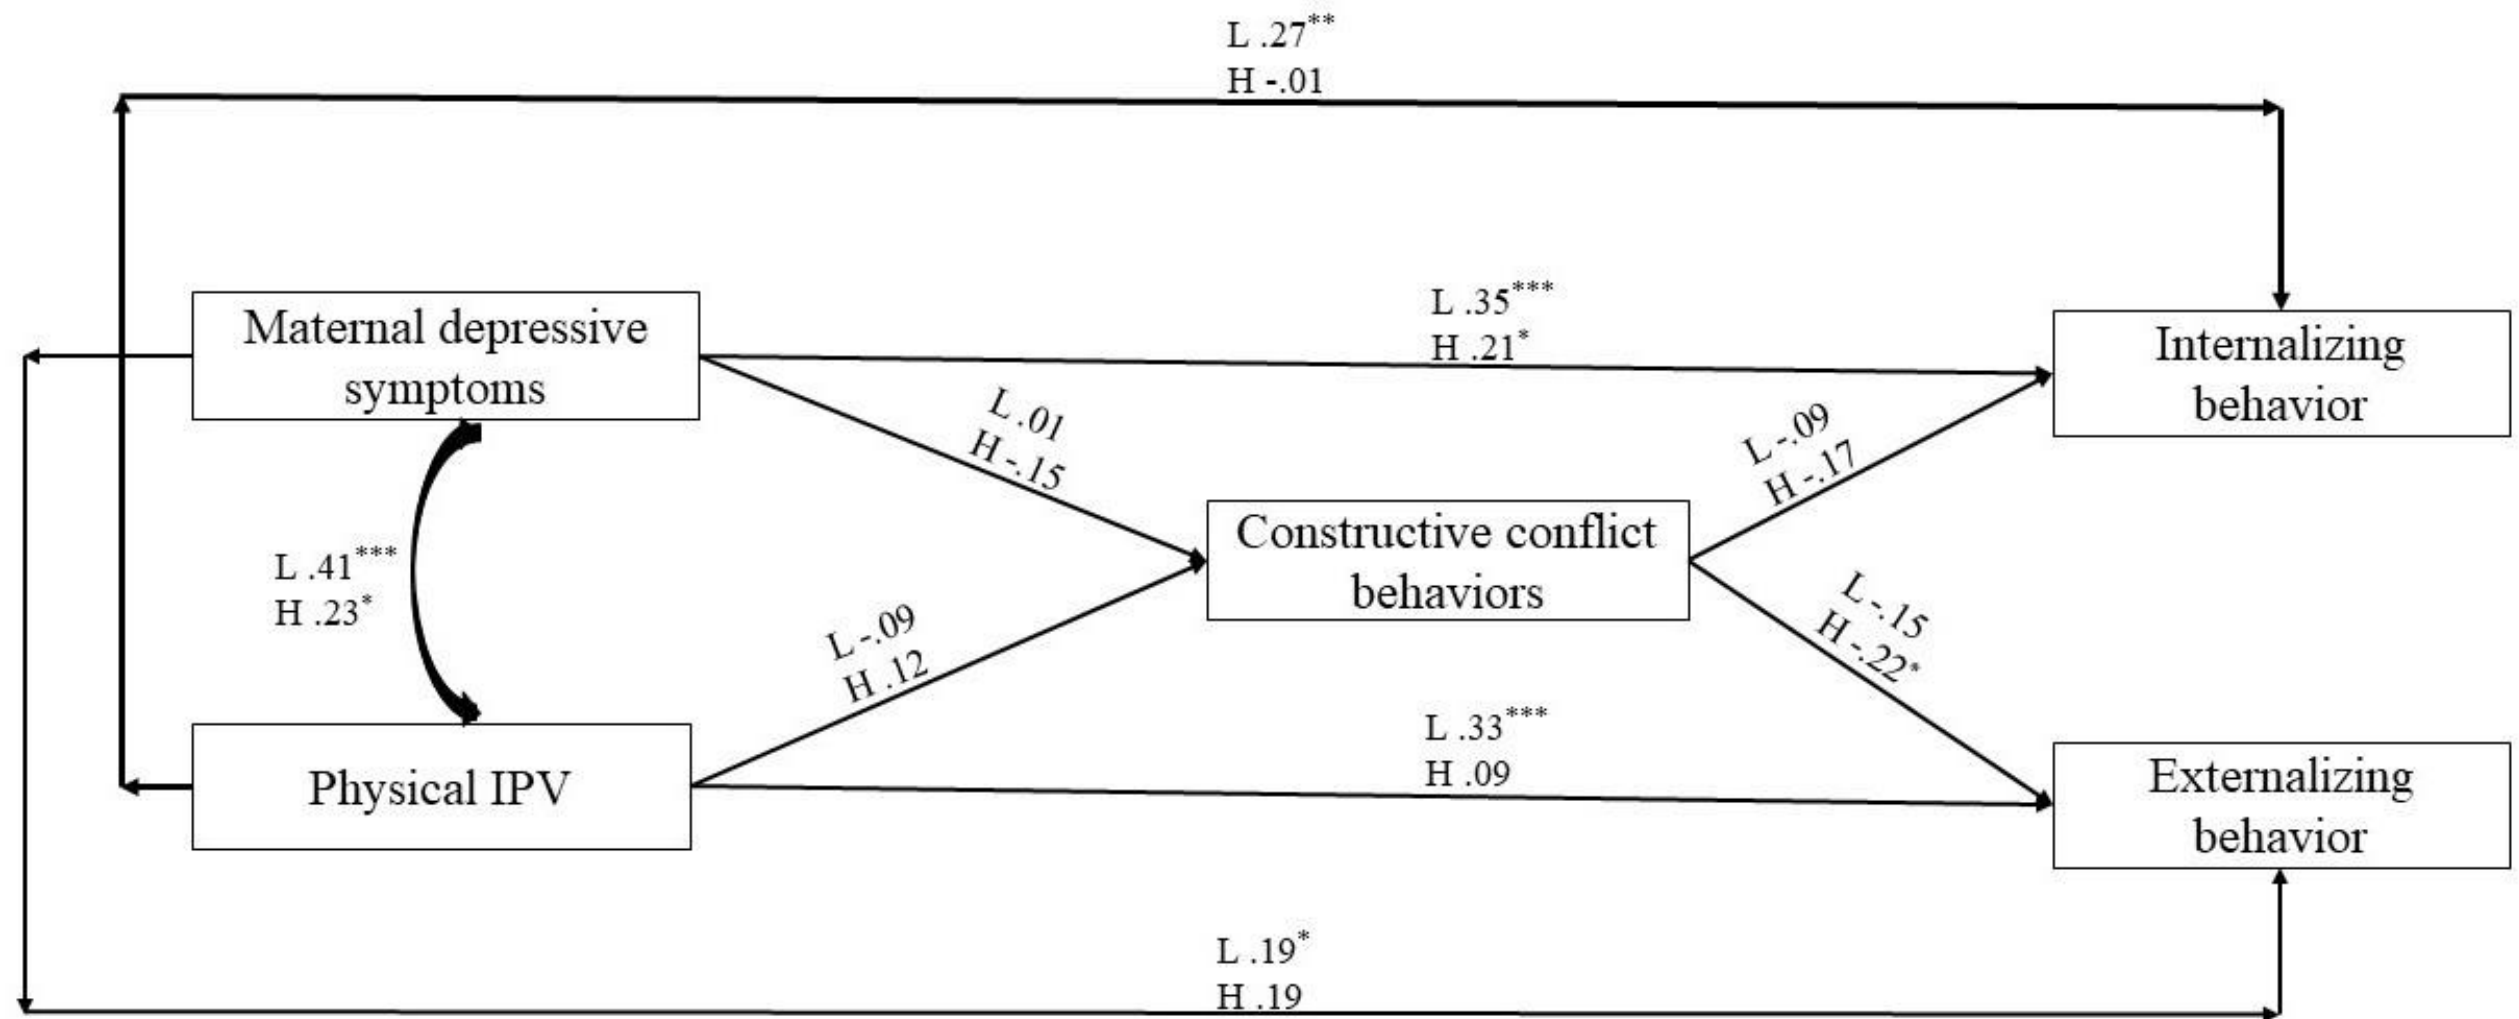 L .27**
H -.01
Maternal depressive
symptoms
L .35***
H .21*
Internalizing
behavior
L .01
H -.15
L -.09
H -.17
Constructive conflict
behaviors
L .41***
H .23*
L -.09
H .12
L -.15
H -.22*
Physical IPV
L .33***
H .09
Externalizing
behavior
L .19*
H .19